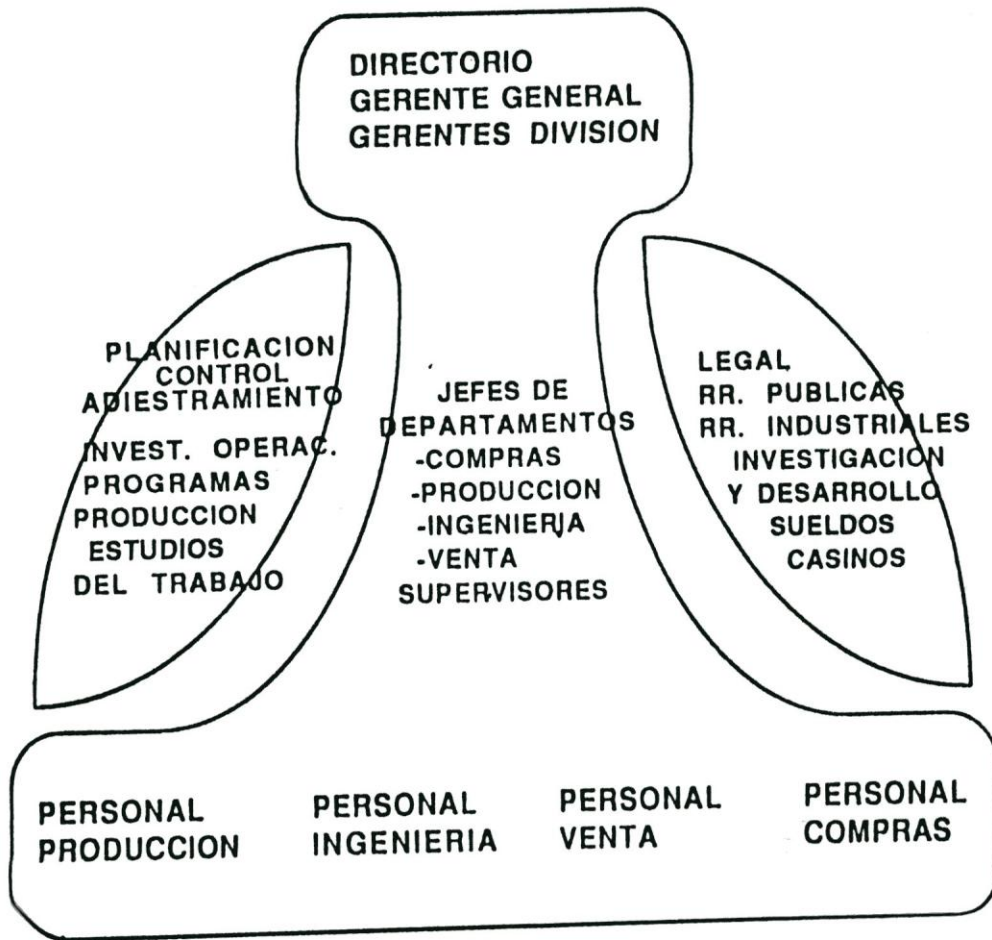 DIRECTORIO
GERENTE GENERAL
GERENTES DIVISION
PLANIFICACION
CONTROL
ADIESTRAMIENTO
INVEST. OPERAC.
PROGRAMAS
PRODUCCION
ESTUDIOS
DEL TRABAJO
JEFES DE
DEPARTAMENTOS
-COMPRAS
-PRODUCCION
-INGENIERIA
-VENTA
SUPERVISORES
LEGAL
RR. PUBLICAS
RR. INDUSTRIALES
INVESTIGACION
Y DESARROLLO
SUELDOS
CASINOS
PERSONAL
PRODUCCION
PERSONAL
INGENIERIA
PERSONAL
VENTA
PERSONAL
COMPRAS